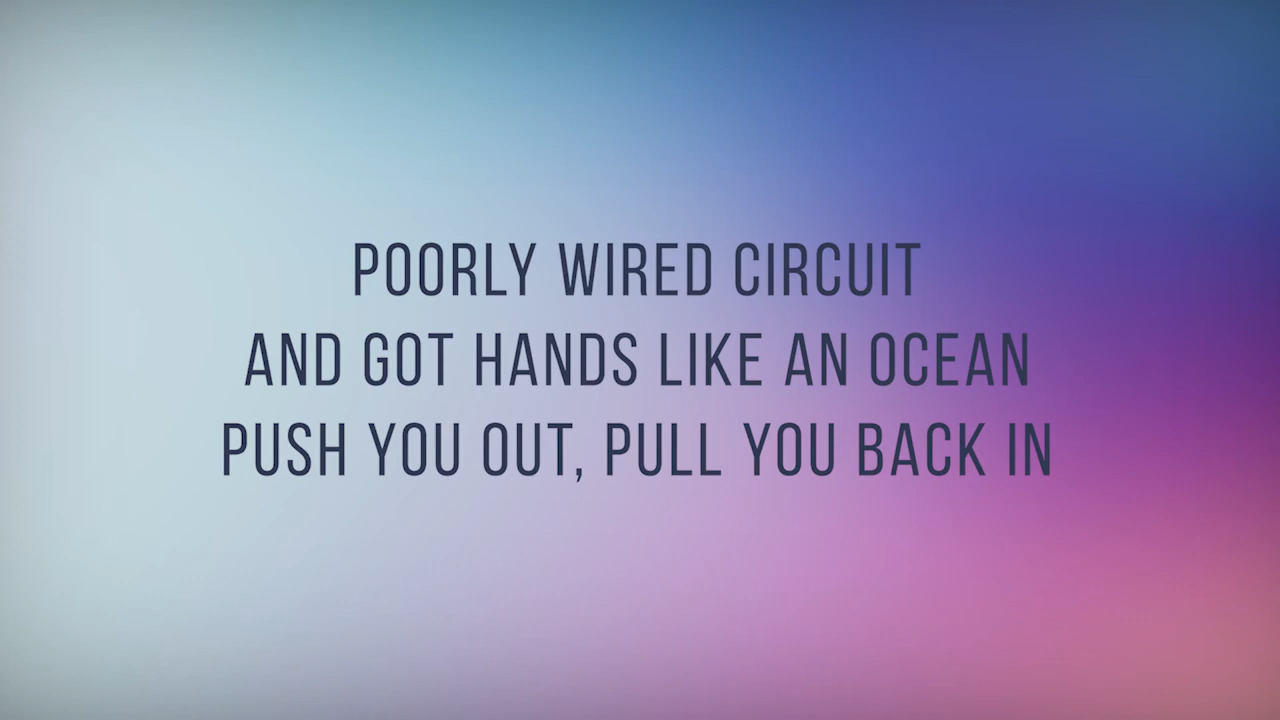 POORLY WIRED CIRCUIT
AND GOT HANDS LIKE AN OCEAN
PUSH YOU OUT, PULL YOU BACK IN